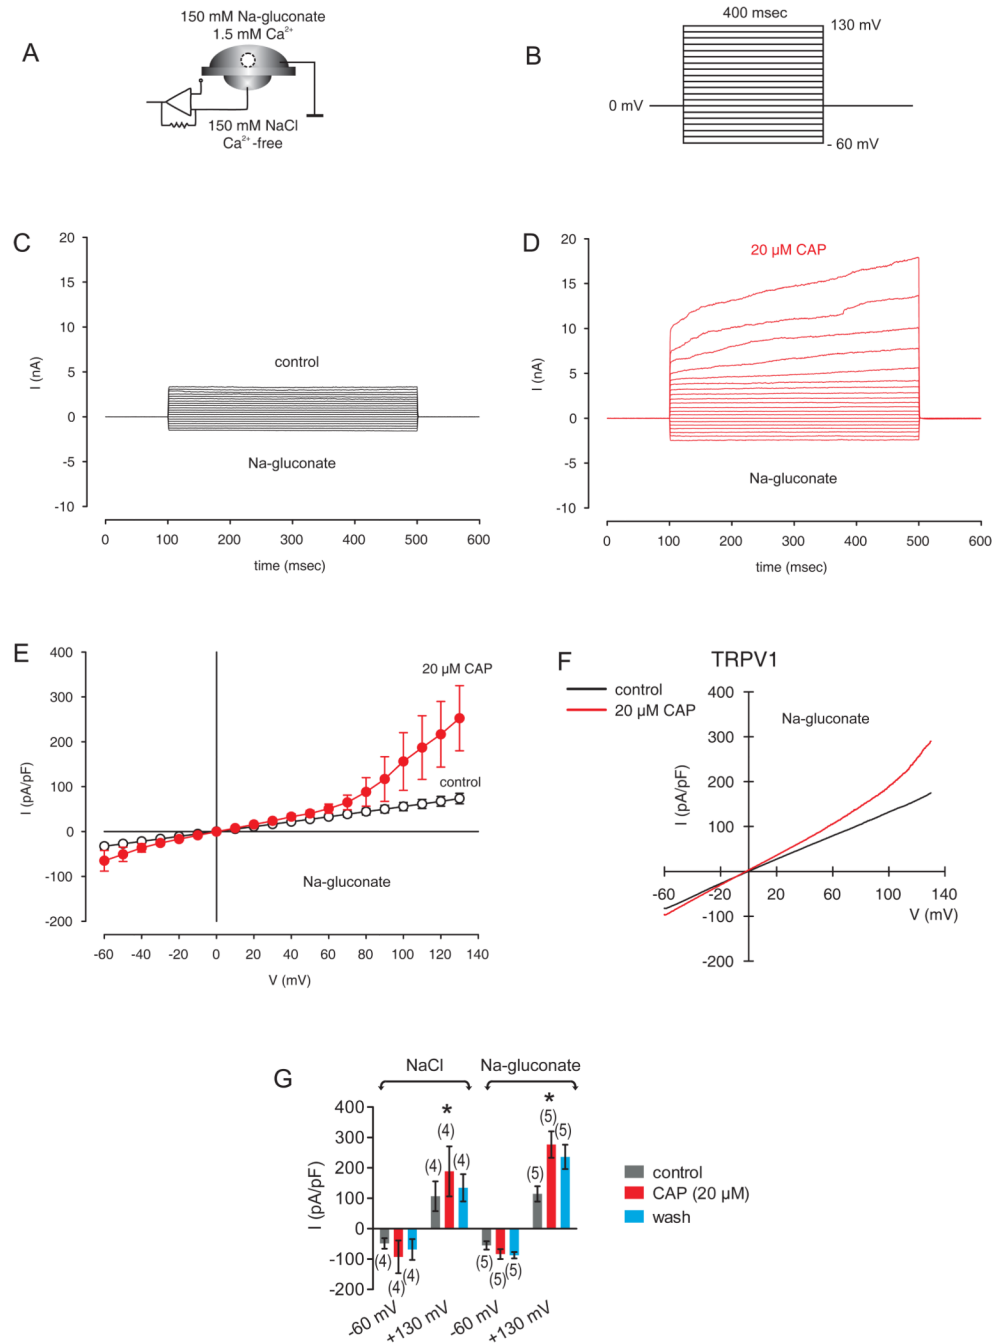 A
150 mM Na-gluconate
1.5 mM Ca²⁺
150 mM NaCl
Ca²⁺ -free
B
400 msec
130 mV
0 mV
- 60 mV
C
20
15
10
5
0
-5
-10
I (nA)
control
Na-gluconate
0 100 200 300 400 500 600
time (msec)
D
20
15
10
5
0
-5
-10
I (nA)
20 µM CAP
Na-gluconate
0 100 200 300 400 500 600
time (msec)
E
400
300
200
100
0
-100
-200
I (pA/pF)
20 µM CAP
control
Na-gluconate
-60 -40 -20 0 20 40 60 80 100 120 140
V (mV)
F
TRPV1
control
20 µM CAP
Na-gluconate
400
300
200
100
-100
-200
I (pA/pF)
-60 -20 20 60 100 140
V (mV)
G
NaCl Na-gluconate
400
300
200
100
0
-100
-200
I (pA/pF)
* *
(4) (4) (4) (5) (5) (5)
(4) (4) (4) (5) (5) (5)
-60 mV +130 mV -60 mV +130 mV
control
CAP (20 µM)
wash